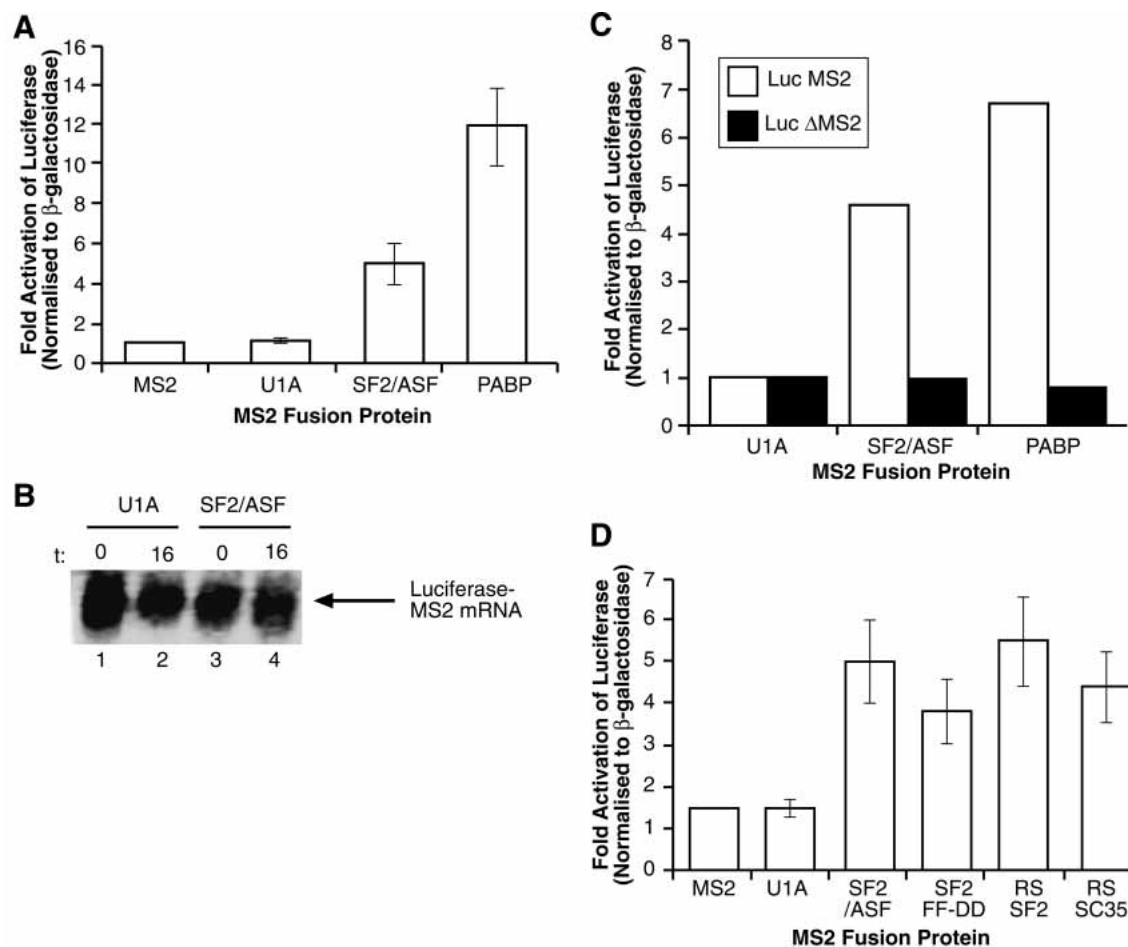 A
Fold Activation of Luciferase
(Normalised to β-galactosidase)
16
14
12
10
8
6
4
2
0
MS2 U1A SF2/ASF PABP
MS2 Fusion Protein
B
U1A SF2/ASF
t: 0 16 0 16
Luciferase-
MS2 mRNA
1 2 3 4
C
Fold Activation of Luciferase
(Normalised to β-galactosidase)
8
7
6
5
4
3
2
1
0
Luc MS2
Luc ΔMS2
U1A SF2/ASF PABP
MS2 Fusion Protein
D
Fold Activation of Luciferase
(Normalised to β-galactosidase)
7
6
5
4
3
2
1
0
MS2 U1A SF2 SF2 RS RS
/ASF FF-DD SF2 SC35
MS2 Fusion Protein